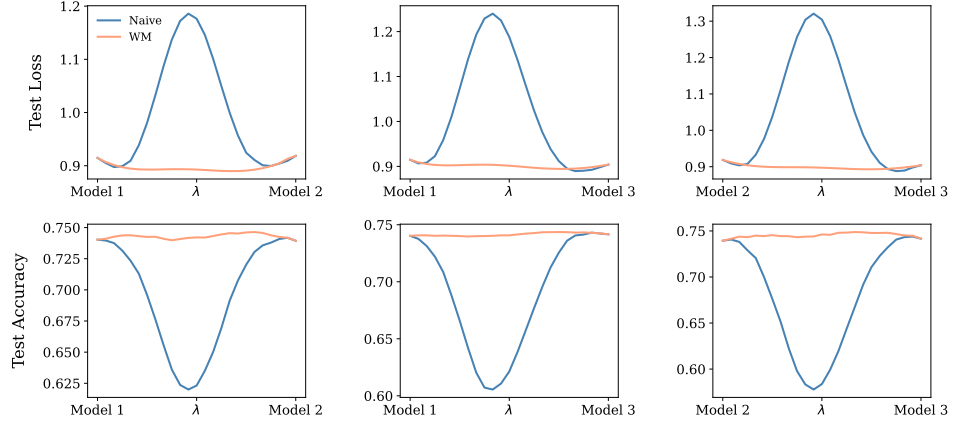 Test Loss
1.2
1.1
1.0
0.9
Naive
WM
Model 1 λ Model 2
1.2
1.1
1.0
0.9
Model 1 λ Model 3
1.3
1.2
1.1
1.0
0.9
Model 2 λ Model 3
Test Accuracy
0.750
0.725
0.700
0.675
0.650
0.625
Model 1 λ Model 2
0.75
0.70
0.65
0.60
Model 1 λ Model 3
0.75
0.70
0.65
0.60
Model 2 λ Model 3